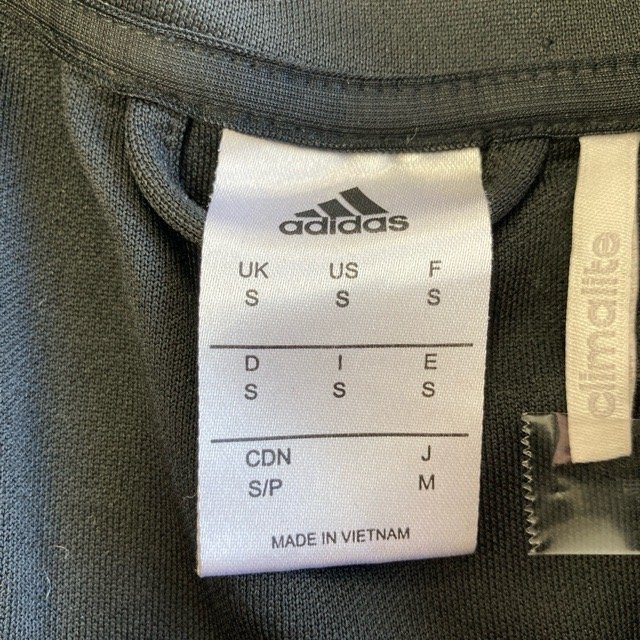 adidas
UK US F
S S S
D I E
S S S
CDN J
S/P M
MADE IN VIETNAM
climalite